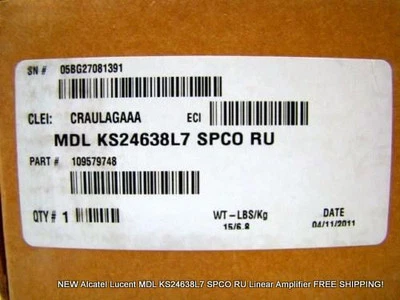 SN # 05BG27081391
CLEI: CRAULAGAAA ECI
MDL KS24638L7 SPCO RU
PART # 109579748
QTY # 1 WT-LBS/Kg DATE
15/6.8 04/11/2011
NEW Alcatel Lucent MDL KS24638L7 SPCO RU Linear Amplifier FREE SHIPPING!